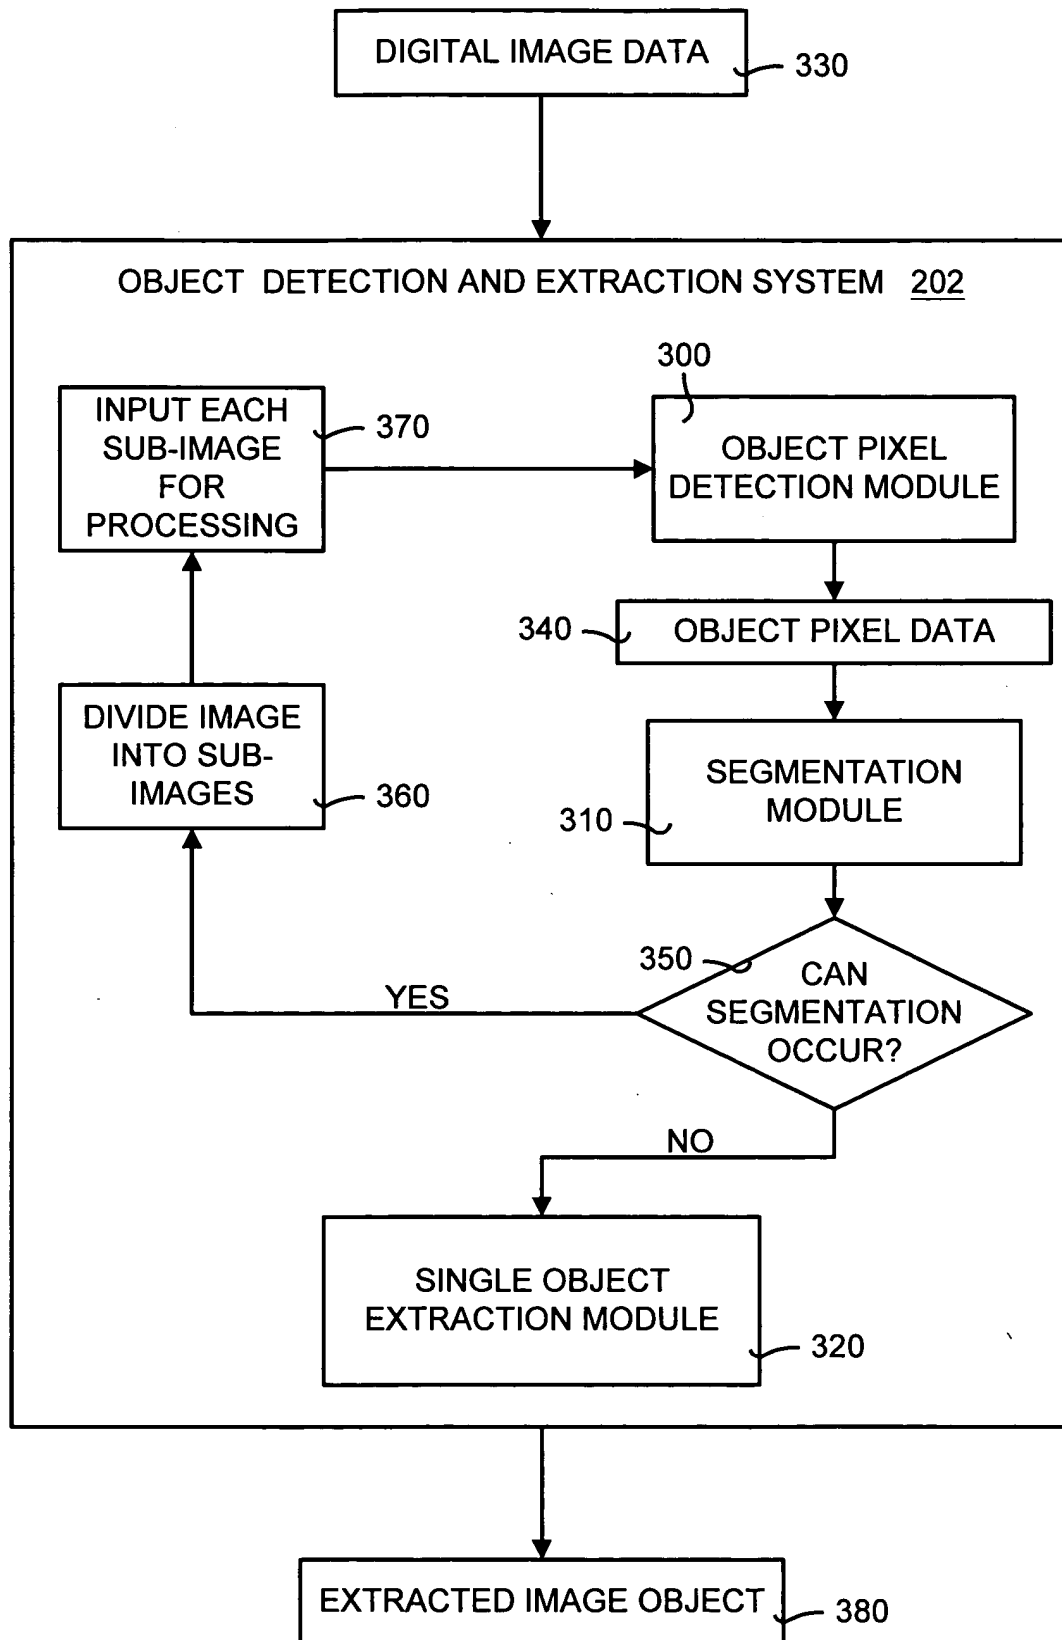 DIGITAL IMAGE DATA
330
OBJECT DETECTION AND EXTRACTION SYSTEM 202
300
INPUT EACH
SUB-IMAGE
FOR
PROCESSING
370
OBJECT PIXEL
DETECTION MODULE
340
OBJECT PIXEL DATA
DIVIDE IMAGE
INTO SUB-
IMAGES
360
SEGMENTATION
MODULE
310
350
CAN
SEGMENTATION
OCCUR?
YES
NO
SINGLE OBJECT
EXTRACTION MODULE
320
EXTRACTED IMAGE OBJECT
380